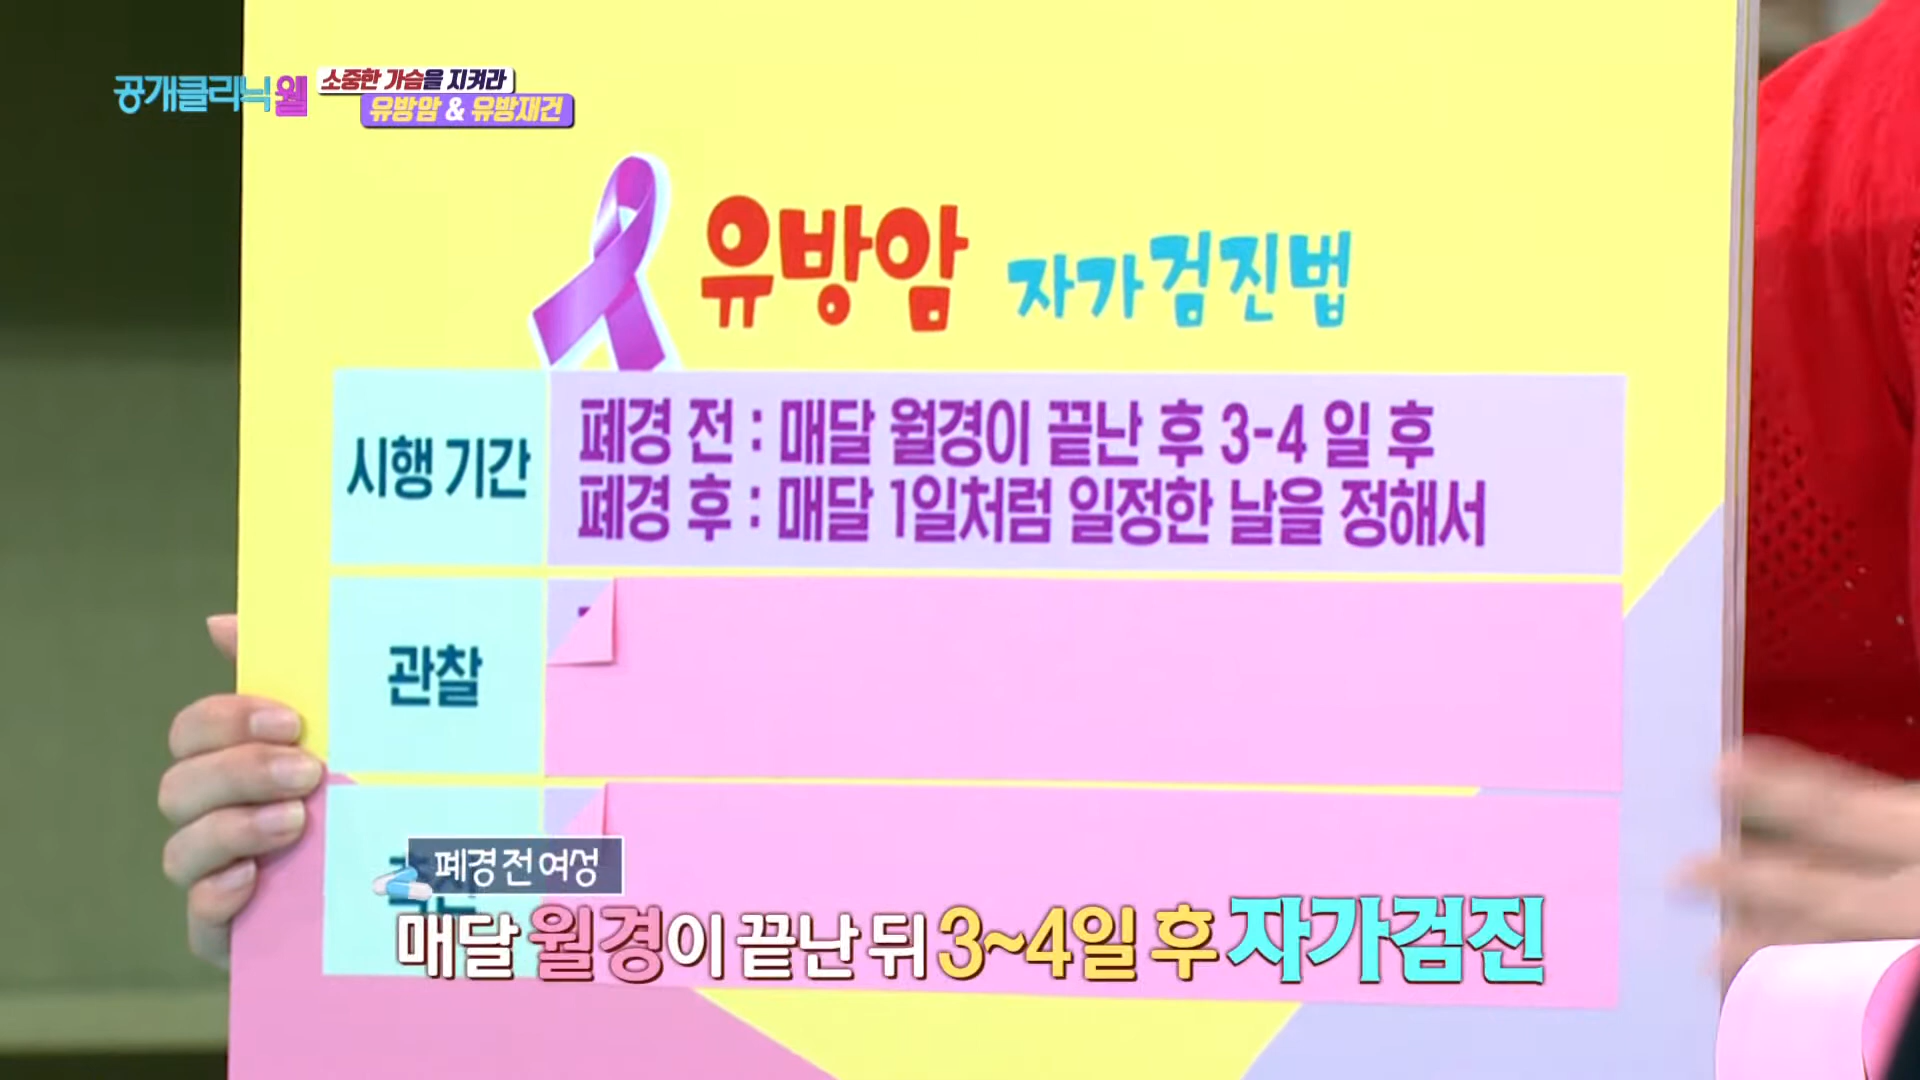 공개클리닉 웰
소중한 가슴을 지켜라
유방암 & 유방재건
유방암 자가검진법
시행 기간
폐경 전 : 매달 월경이 끝난 후 3-4 일 후
폐경 후 : 매달 1일처럼 일정한 날을 정해서
관찰
폐경 전 여성
매달 월경이 끝난 뒤 3~4일 후 자가검진